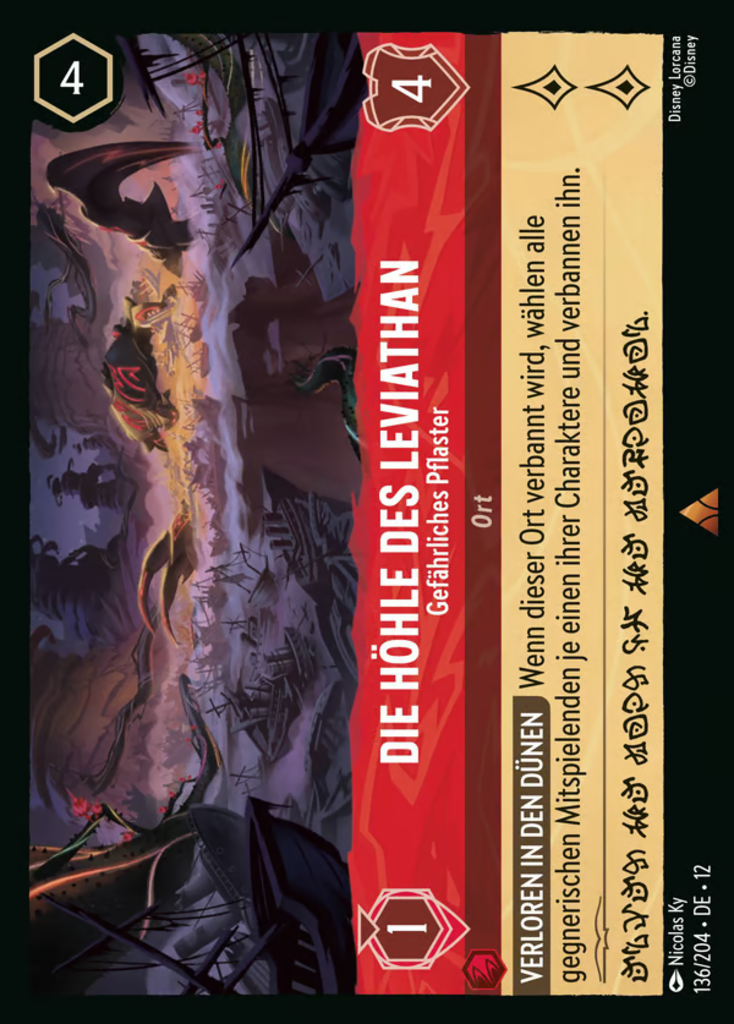 4
DIE HÖHLE DES LEVIATHAN
Gefährliches Pflaster
1
4
Ort
VERLOREN IN DEN DÜNEN Wenn dieser Ort verbannt wird, wählen alle
gegnerischen Mitspielenden je einen ihrer Charaktere und verbannen ihn.
Nicolas Ky
136/204 • DE • 12
Disney Lorcana
©Disney